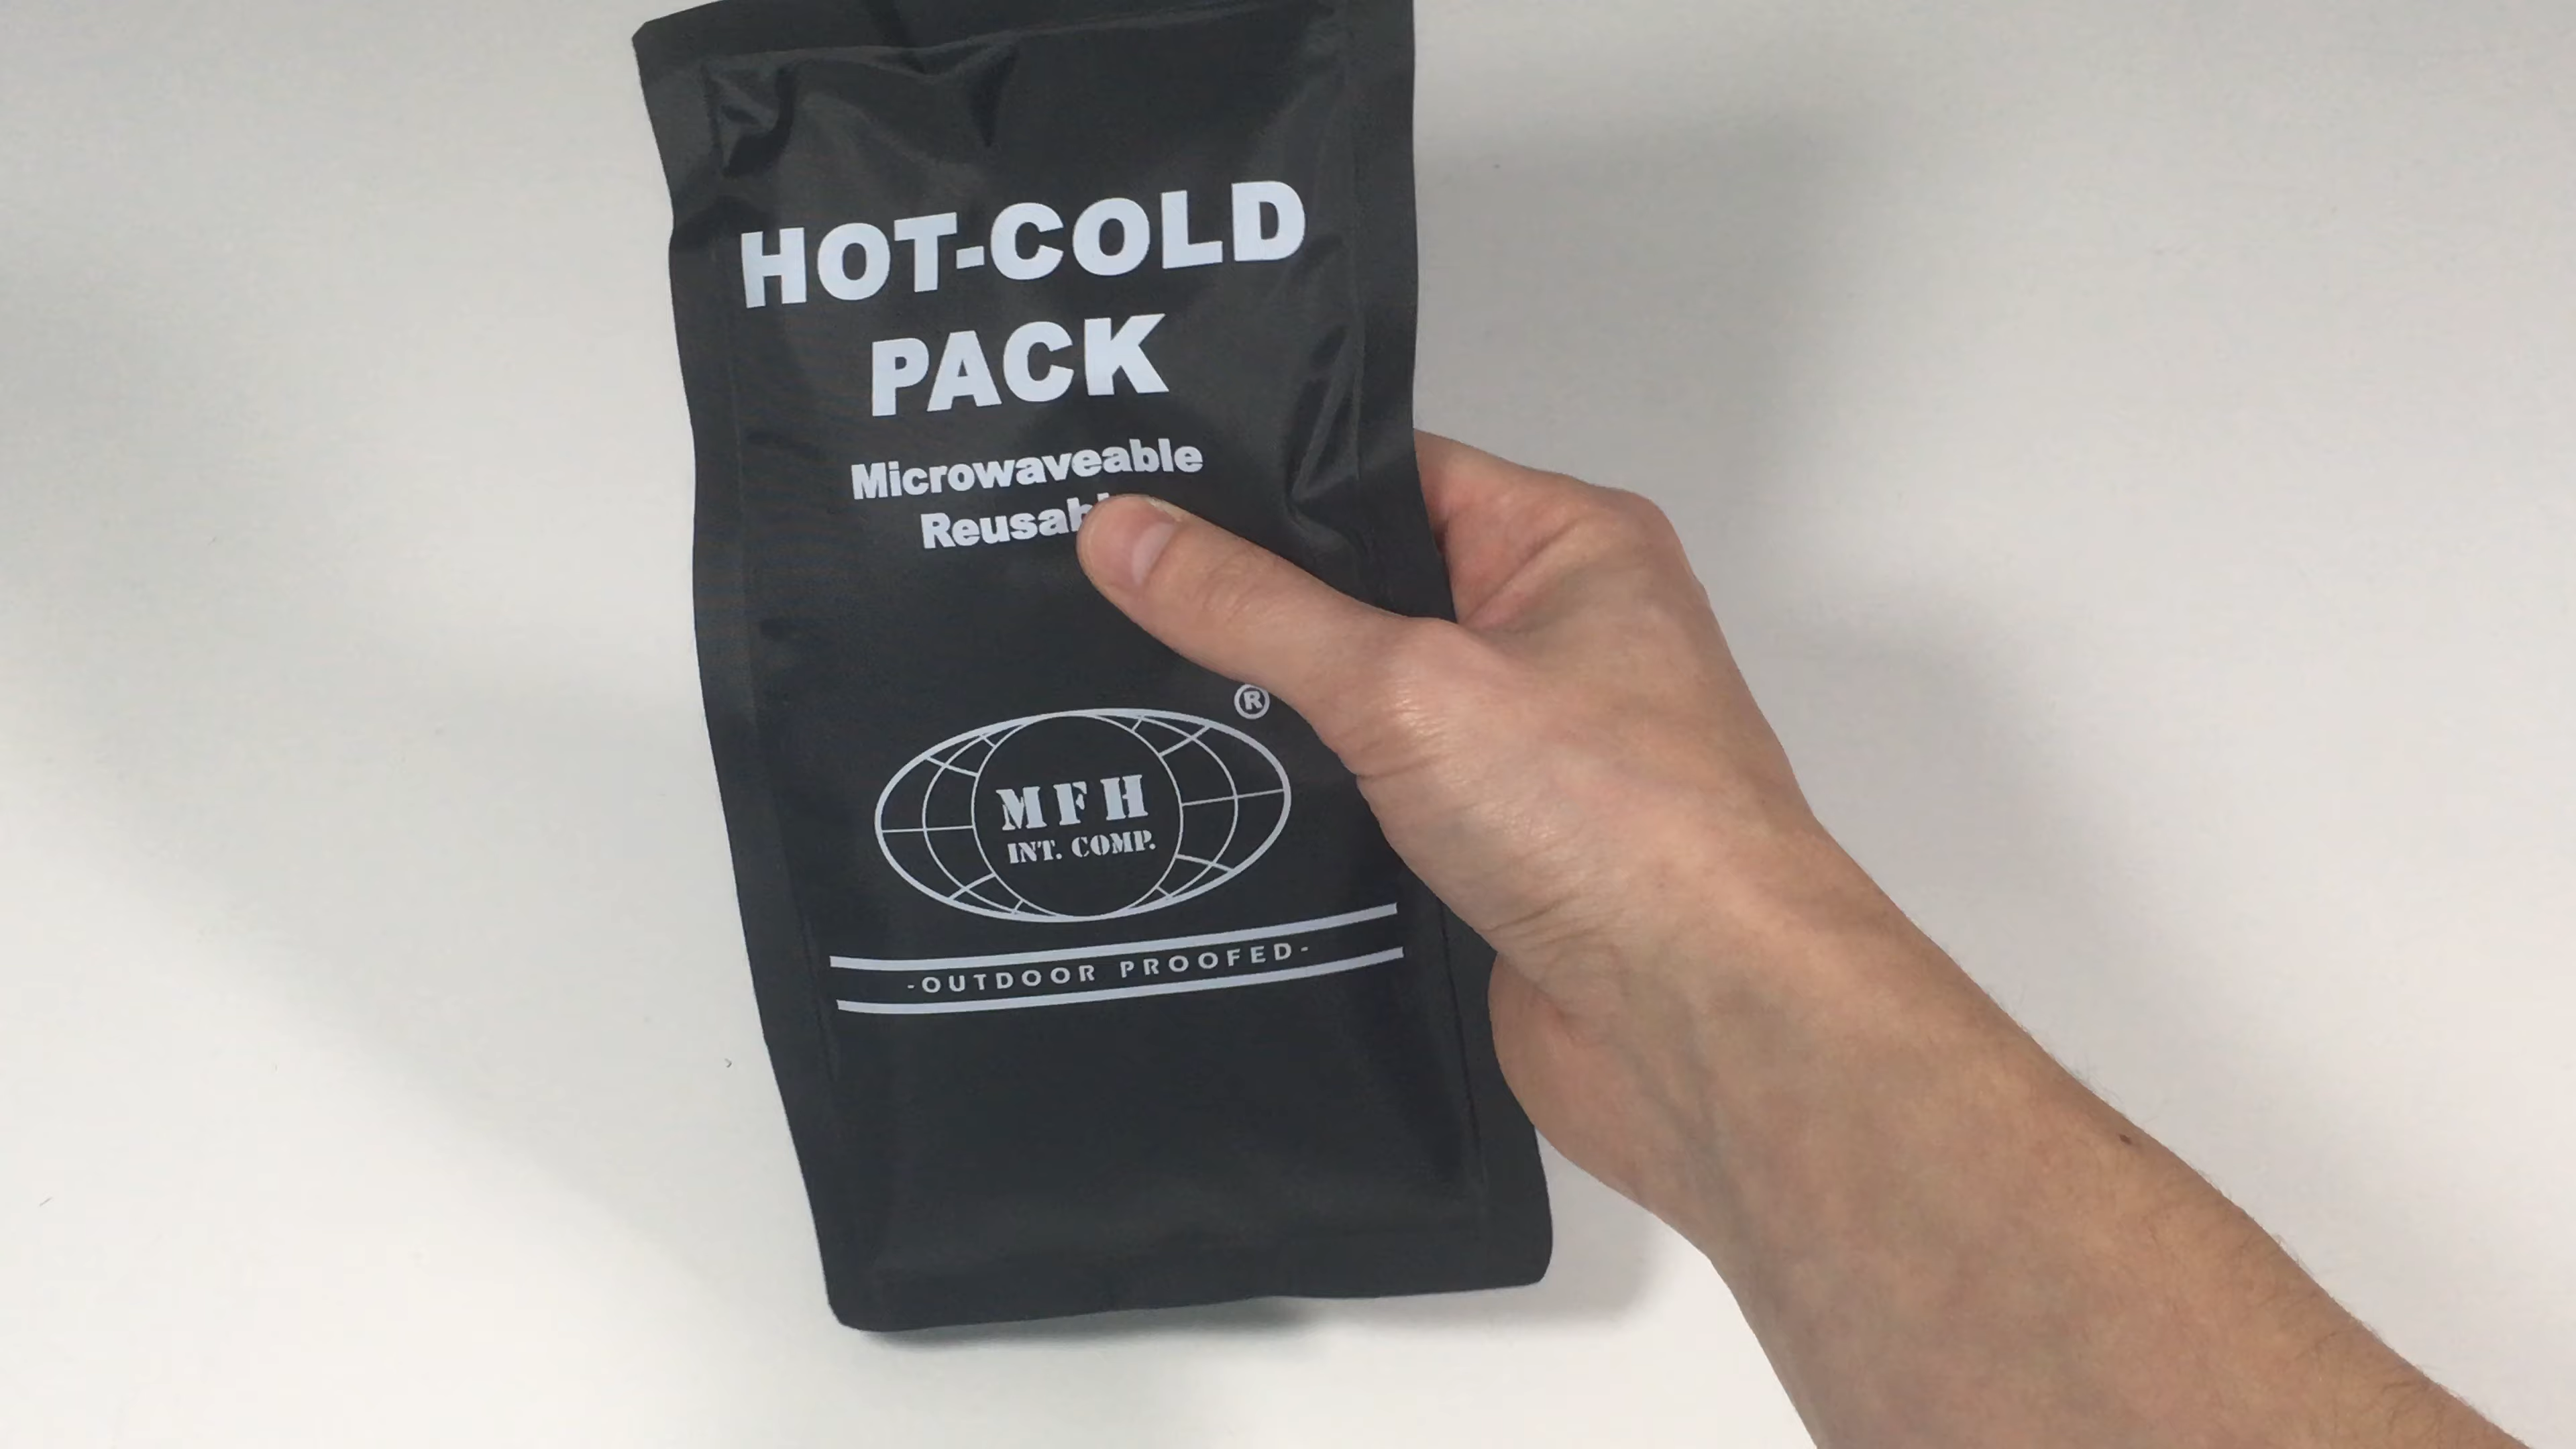 HOT-COLD
PACK
Microwaveable
®
MFH
INT. COMP.
-OUTDOOR PROOFED-